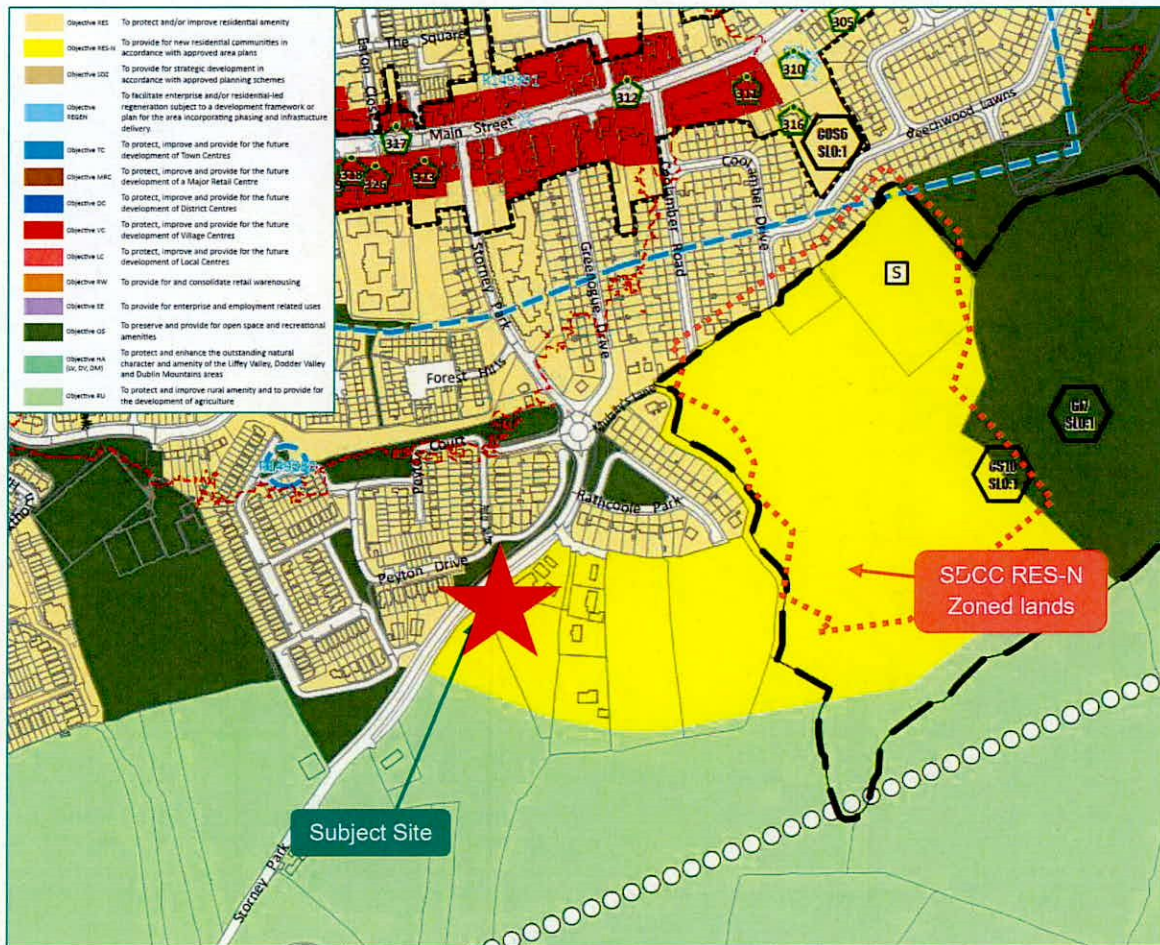 Objective RES To protect and/or improve residential amenity
Objective RES-N To provide for new residential communities in
accordance with approved area plans
Objective SDZ To provide for strategic development in
accordance with approved planning schemes
Objective
REGEN
To facilitate enterprise and/or residential-led
regeneration subject to a development framework or
plan for the area incorporating phasing and infrastructure
delivery.
Objective TC To protect, improve and provide for the future
development of Town Centres
Objective MRC To protect, improve and provide for the future
development of a Major Retail Centre
Objective DC To protect, improve and provide for the future
development of District Centres
Objective VC To protect, improve and provide for the future
development of Village Centres
Objective LC To protect, improve and provide for the future
development of Local Centres
Objective RW To provide for and consolidate retail warehousing
Objective EE To provide for enterprise and employment related uses
Objective OS To preserve and provide for open space and recreational
amenities
Objective HA
(LV, DV, DM)
To protect and enhance the outstanding natural
character and amenity of the Liffey Valley, Dodder Valley
and Dublin Mountains areas
Objective RU To protect and improve rural amenity and to provide for
the development of agriculture
The Square
Eaton Close
305
310
312
316
317
Main Street
COS6
SLO:1
Beechwood Lawns
Coolamber Drive
Coolamber Road
Storney Park
Greenogue Drive
S
Forest Hills
GI7
SLO:1
CS10
SLO:1
Peyton Court
Rathcoole Park
Peyton Drive
SDCC RES-N
Zoned lands
Subject Site
Storney Park